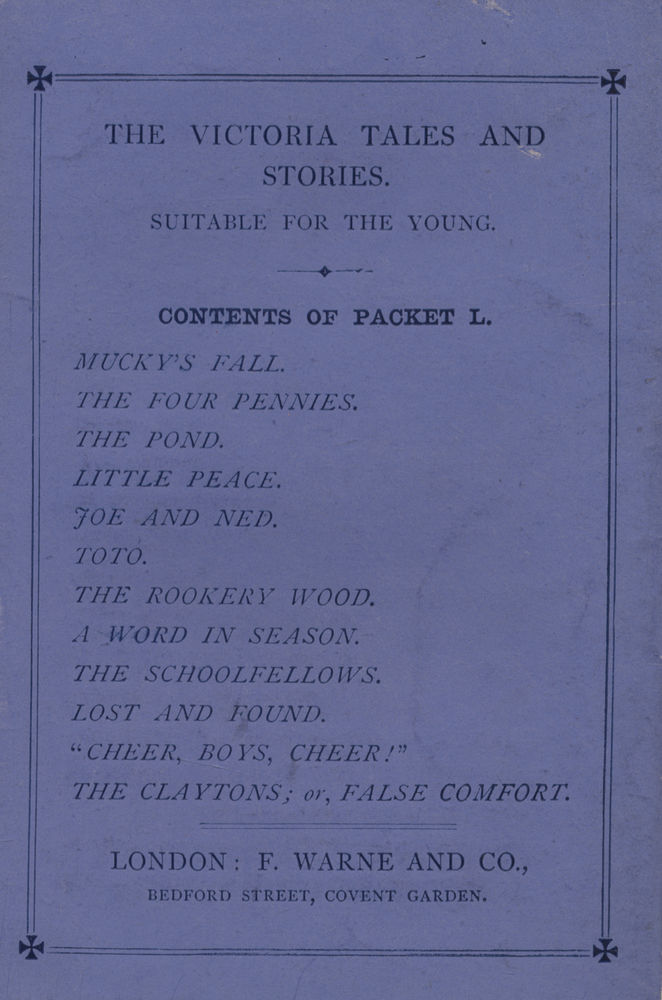 THE VICTORIA TALES AND
STORIES.
SUITABLE FOR THE YOUNG.
CONTENTS OF PACKET L.
MUCKY'S FALL.
THE FOUR PENNIES.
THE POND.
LITTLE PEACE.
JOE AND NED.
TOTO.
THE ROOKERY WOOD.
A WORD IN SEASON.
THE SCHOOLFELLOWS.
LOST AND FOUND.
"CHEER, BOYS, CHEER!"
THE CLAYTONS; or, FALSE COMFORT.
LONDON: F. WARNE AND CO.,
BEDFORD STREET, COVENT GARDEN.